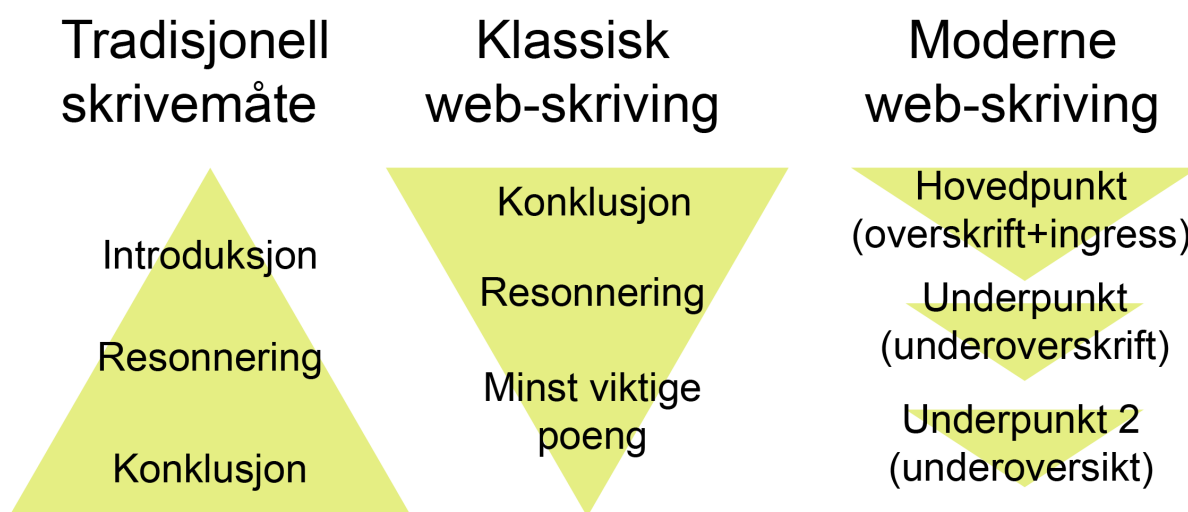 Tradisjonell
skrivemåte
Introduksjon
Resonnering
Konklusjon
Klassisk
web-skriving
Konklusjon
Resonnering
Minst viktige
poeng
Moderne
web-skriving
Hovedpunkt
(overskrift+ingress)
Underpunkt
(underoverskrift)
Underpunkt 2
(underoversikt)